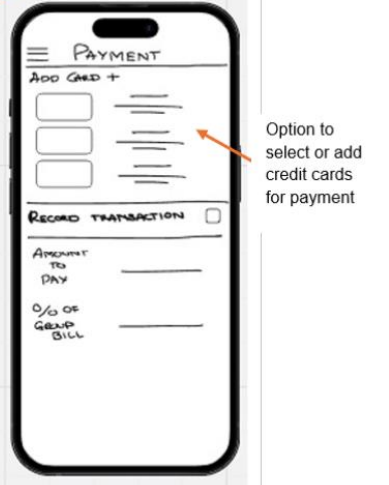 PAYMENT
ADD CARD +
Option to
select or add
credit cards
for payment
RECORD TRANSACTION
AMOUNT
TO
PAY
% OF
GROUP
BILL